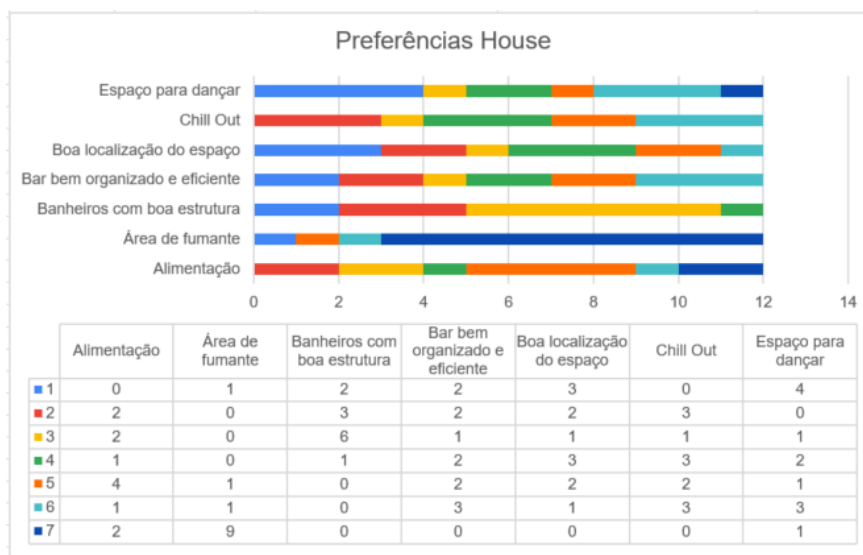 Preferências House
Espaço para dançar
Chill Out
Boa localização do espaço
Bar bem organizado e eficiente
Banheiros com boa estrutura
Área de fumante
Alimentação
0 2 4 6 8 10 12 14
Alimentação Área de fumante Banheiros com boa estrutura Bar bem organizado e eficiente Boa localização do espaço Chill Out Espaço para dançar
1 0 1 2 2 3 0 4
2 2 0 3 2 2 3 0
3 2 0 6 1 1 1 1
4 1 0 1 2 3 3 2
5 4 1 0 2 2 2 1
6 1 1 0 3 1 3 3
7 2 9 0 0 0 0 1